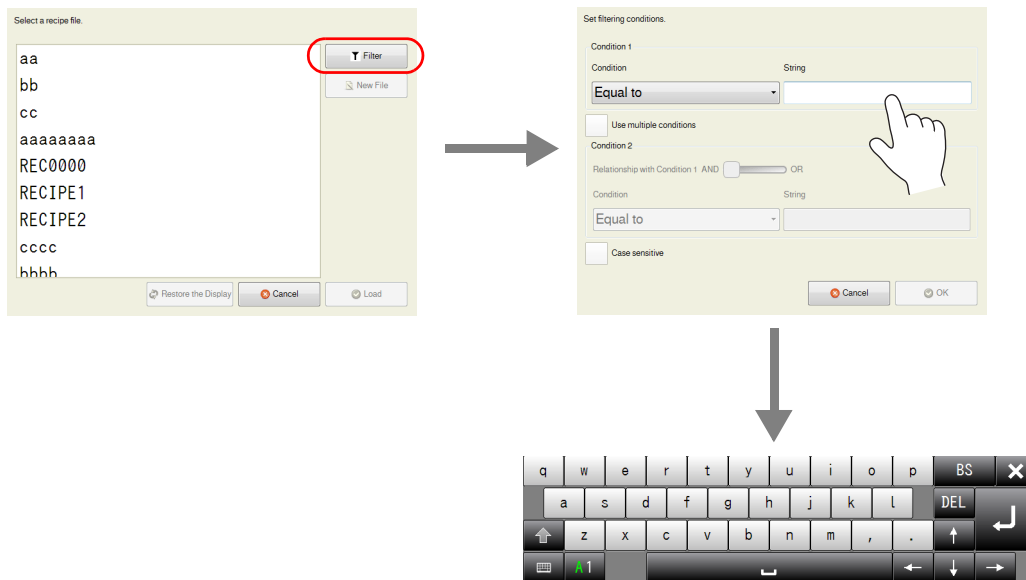 Select a recipe file.
aa
bb
cc
aaaaaaaa
REC0000
RECIPE1
RECIPE2
cccc
bbbb
Filter
New File
Restore the Display
Cancel
Load
Set filtering conditions.
Condition 1
Condition String
Equal to
Use multiple conditions
Condition 2
Relationship with Condition 1 AND OR
Condition String
Equal to
Case sensitive
Cancel OK
q w e r t y u i o p BS
a s d f g h j k l DEL
z x c v b n m , .
A1